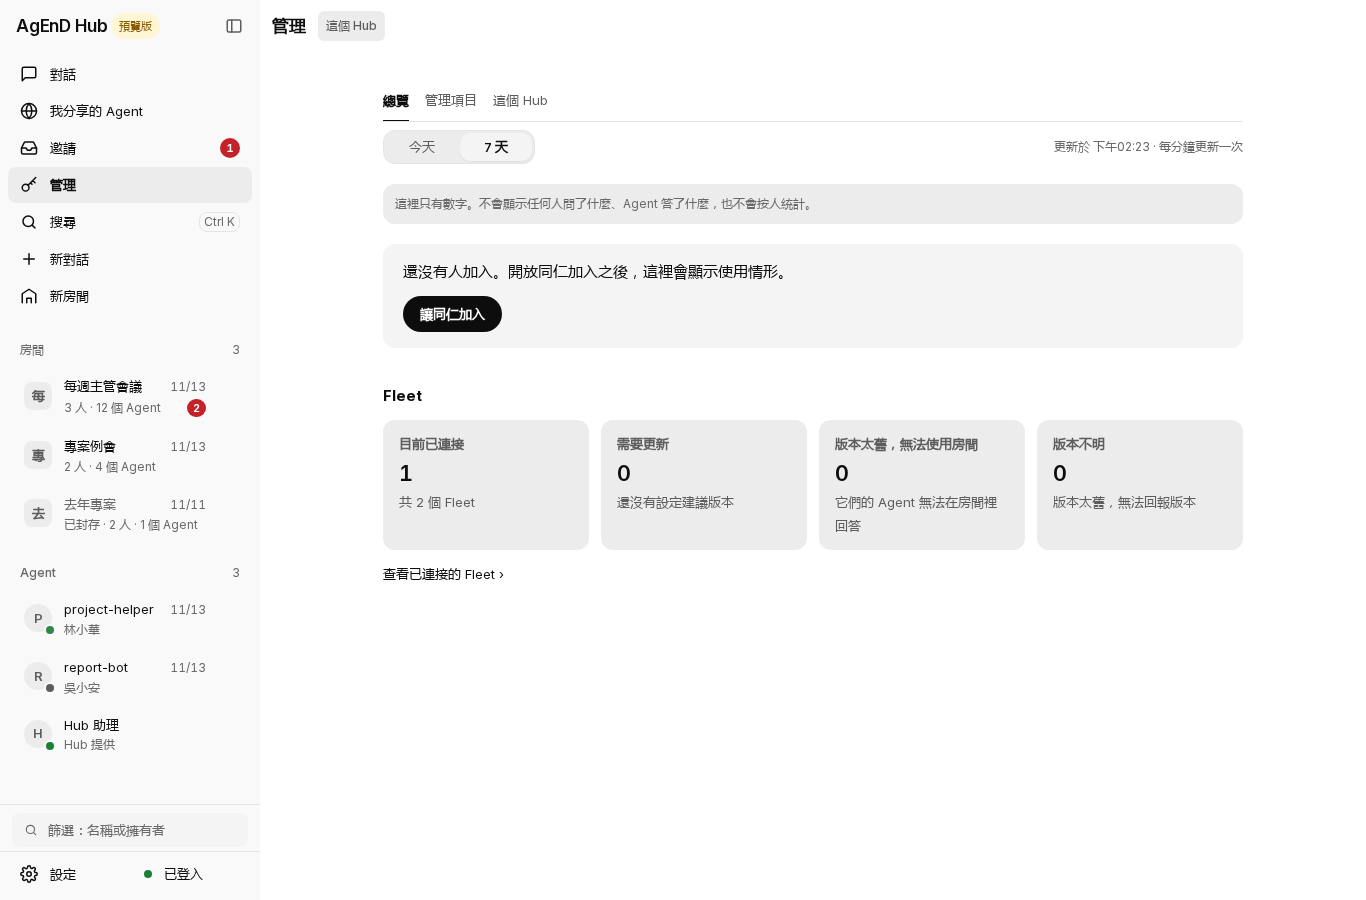 AgEnD Hub 預覽版
對話
我分享的 Agent
邀請 1
管理
搜尋 Ctrl K
新對話
新房間
房間 3
每 每週主管會議 11/13
3 人 · 12 個 Agent 2
專 專案例會 11/13
2 人 · 4 個 Agent
去 去年專案 11/11
已封存 · 2 人 · 1 個 Agent
Agent 3
P project-helper 11/13
林小華
R report-bot 11/13
吳小安
H Hub 助理
Hub 提供
篩選：名稱或擁有者
設定 已登入
管理 這個 Hub
總覽 管理項目 這個 Hub
今天 7 天 更新於 下午02:23 · 每分鐘更新一次
這裡只有數字。不會顯示任何人問了什麼、Agent 答了什麼，也不會按人統計。
還沒有人加入。開放同仁加入之後，這裡會顯示使用情形。
讓同仁加入
Fleet
目前已連接
1
共 2 個 Fleet
需要更新
0
還沒有設定建議版本
版本太舊，無法使用房間
0
它們的 Agent 無法在房間裡
回答
版本不明
0
版本太舊，無法回報版本
查看已連接的 Fleet ›